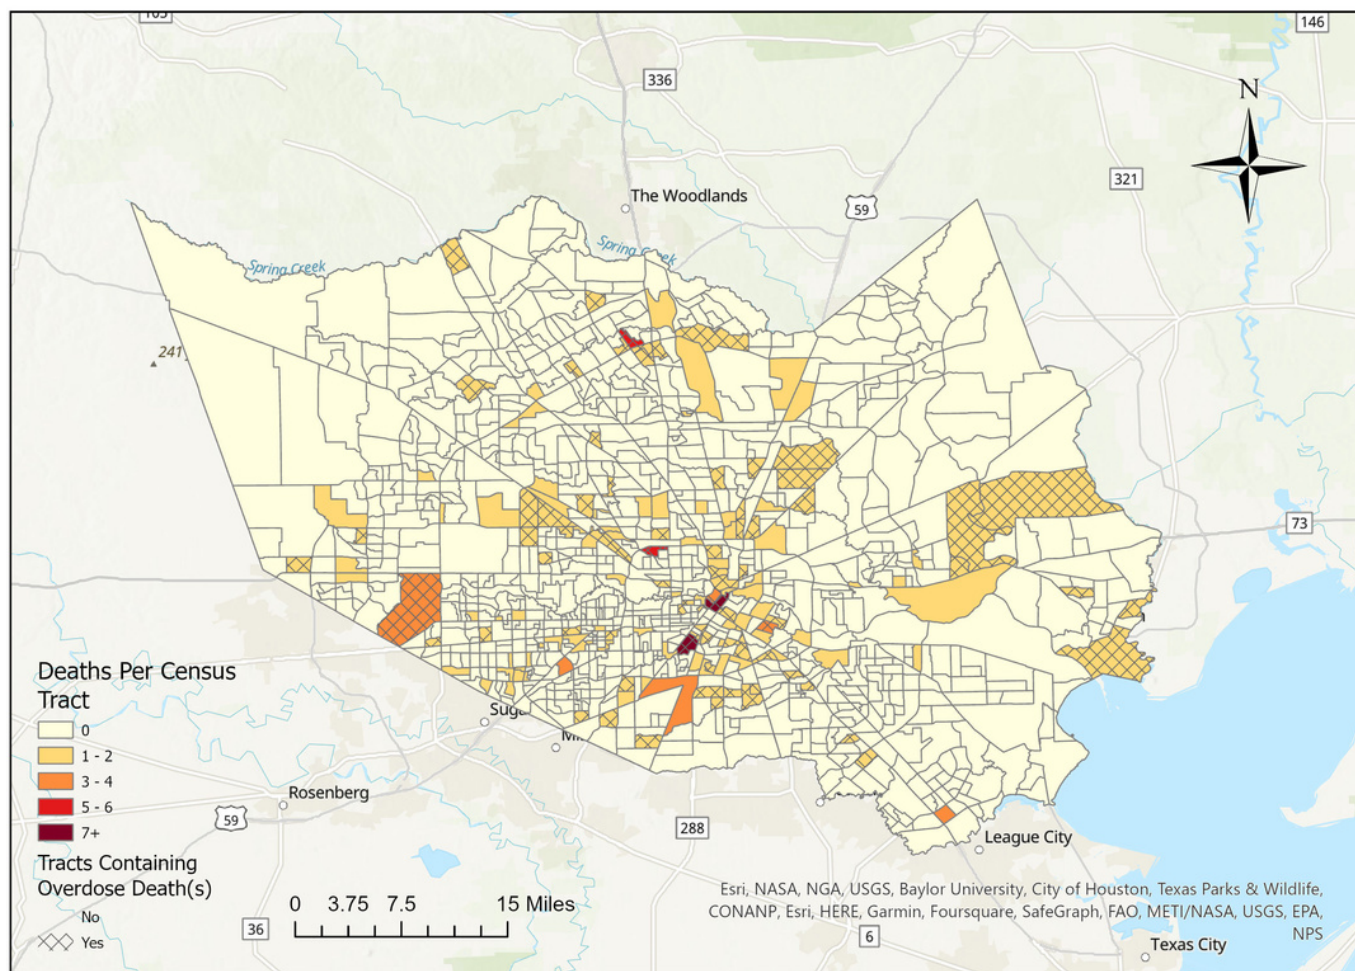 105
146
336
N
321
The Woodlands
59
Spring Creek
Spring Creek
241
73
Deaths Per Census
Tract
0
1 - 2
3 - 4
5 - 6
7+
Tracts Containing
Overdose Death(s)
No
Yes
Rosenberg
59
288
League City
0 3.75 7.5 15 Miles
36
6
Esri, NASA, NGA, USGS, Baylor University, City of Houston, Texas Parks & Wildlife,
CONANP, Esri, HERE, Garmin, Foursquare, SafeGraph, FAO, METI/NASA, USGS, EPA,
NPS
Texas City